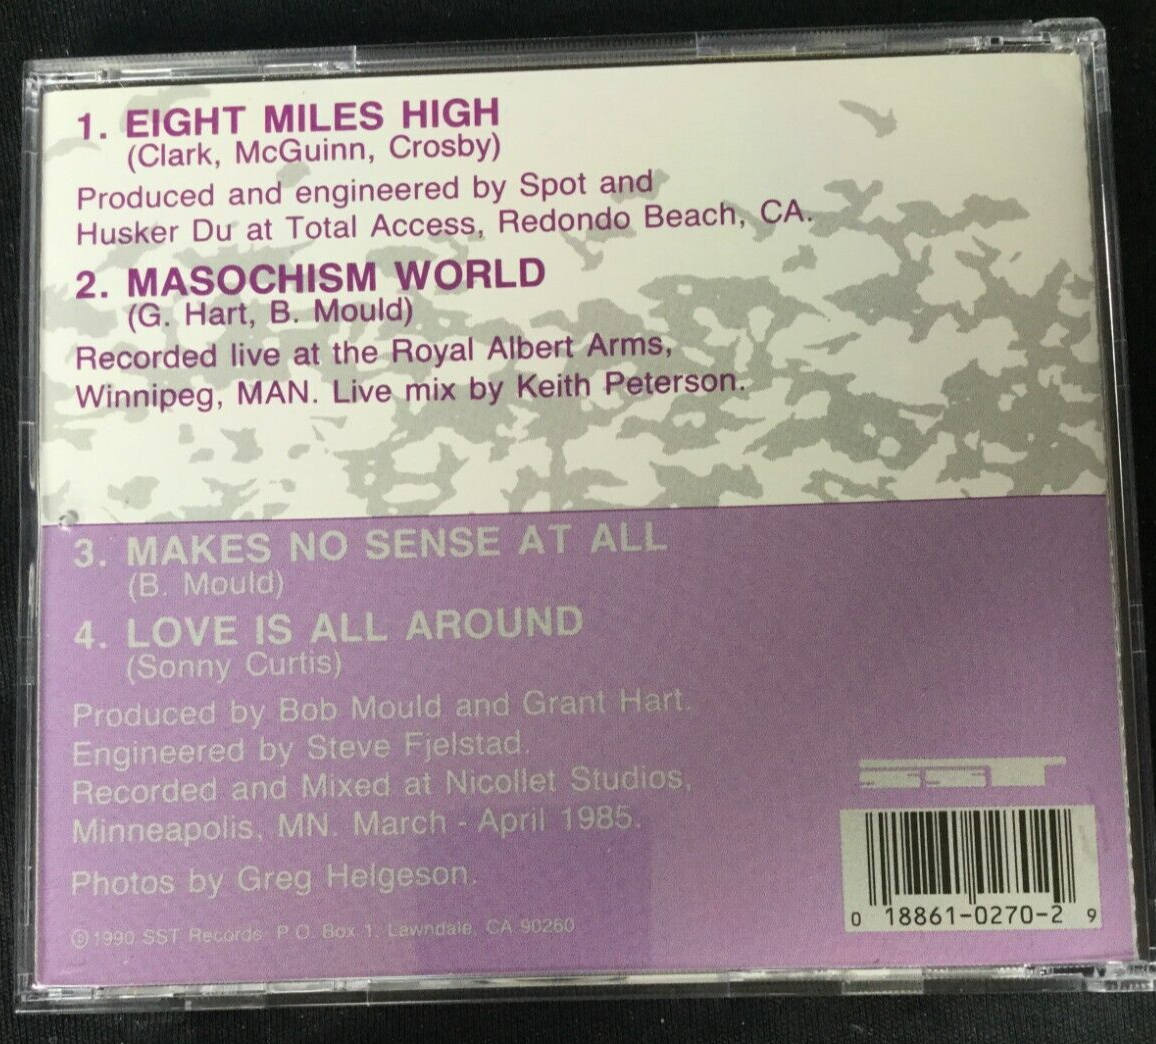 1. EIGHT MILES HIGH
(Clark, McGuinn, Crosby)
Produced and engineered by Spot and
Husker Du at Total Access, Redondo Beach, CA.
2. MASOCHISM WORLD
(G. Hart, B. Mould)
Recorded live at the Royal Albert Arms,
Winnipeg, MAN. Live mix by Keith Peterson.
3. MAKES NO SENSE AT ALL
(B. Mould)
4. LOVE IS ALL AROUND
(Sonny Curtis)
Produced by Bob Mould and Grant Hart.
Engineered by Steve Fjelstad.
Recorded and Mixed at Nicollet Studios,
Minneapolis, MN. March - April 1985.
Photos by Greg Helgeson.
℗1990 SST Records P.O. Box 1, Lawndale, CA 90260
SST
0 18861-0270-2 9